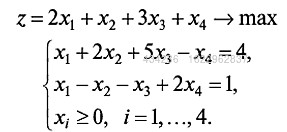 z = 2x₁ + x₂ + 3x₃ + x₄ → max
x₁ + 2x₂ + 5x₃ − x₄ = 4,
x₁ − x₂ − x₃ + 2x₄ = 1,
xᵢ ≥ 0, i = 1,…,4.